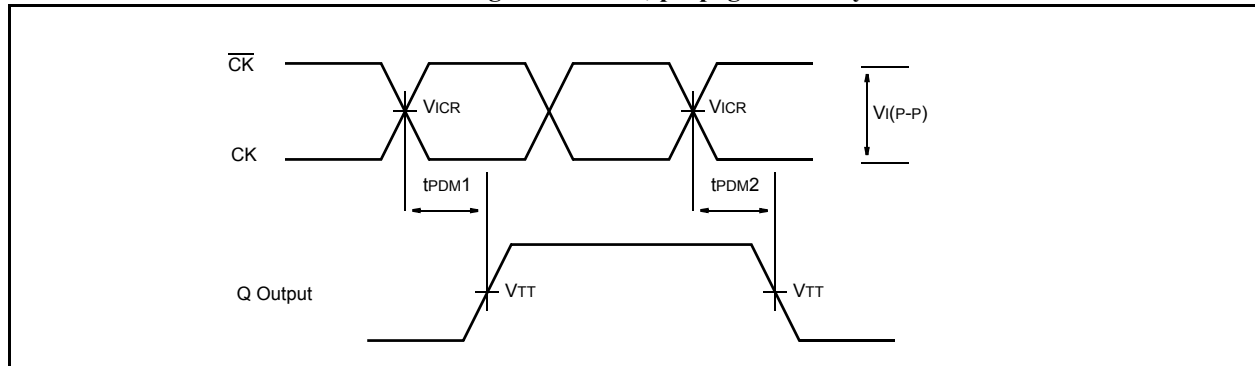 CK
VICR
VICR
VI(P-P)
CK
tPDM1
tPDM2
Q Output
VTT
VTT